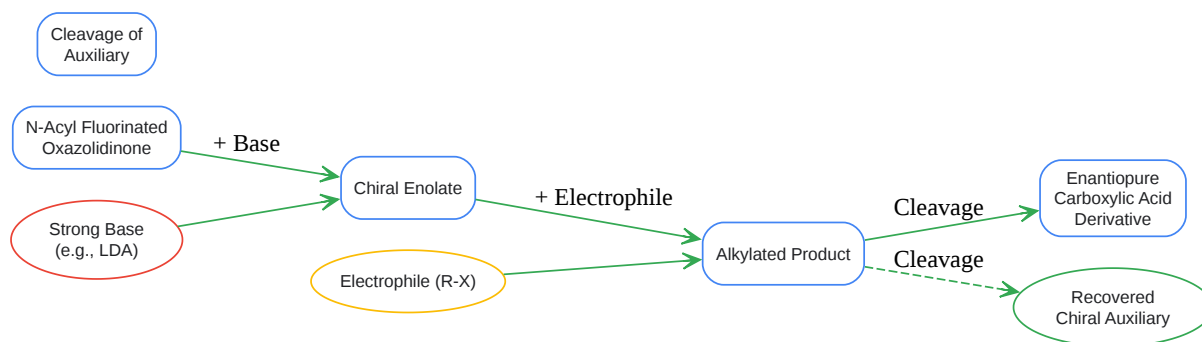 Cleavage of
Auxiliary
N-Acyl Fluorinated
Oxazolidinone
+ Base
Strong Base
(e.g., LDA)
Chiral Enolate
+ Electrophile
Electrophile (R-X)
Alkylated Product
Cleavage
Cleavage
Enantiopure
Carboxylic Acid
Derivative
Recovered
Chiral Auxiliary